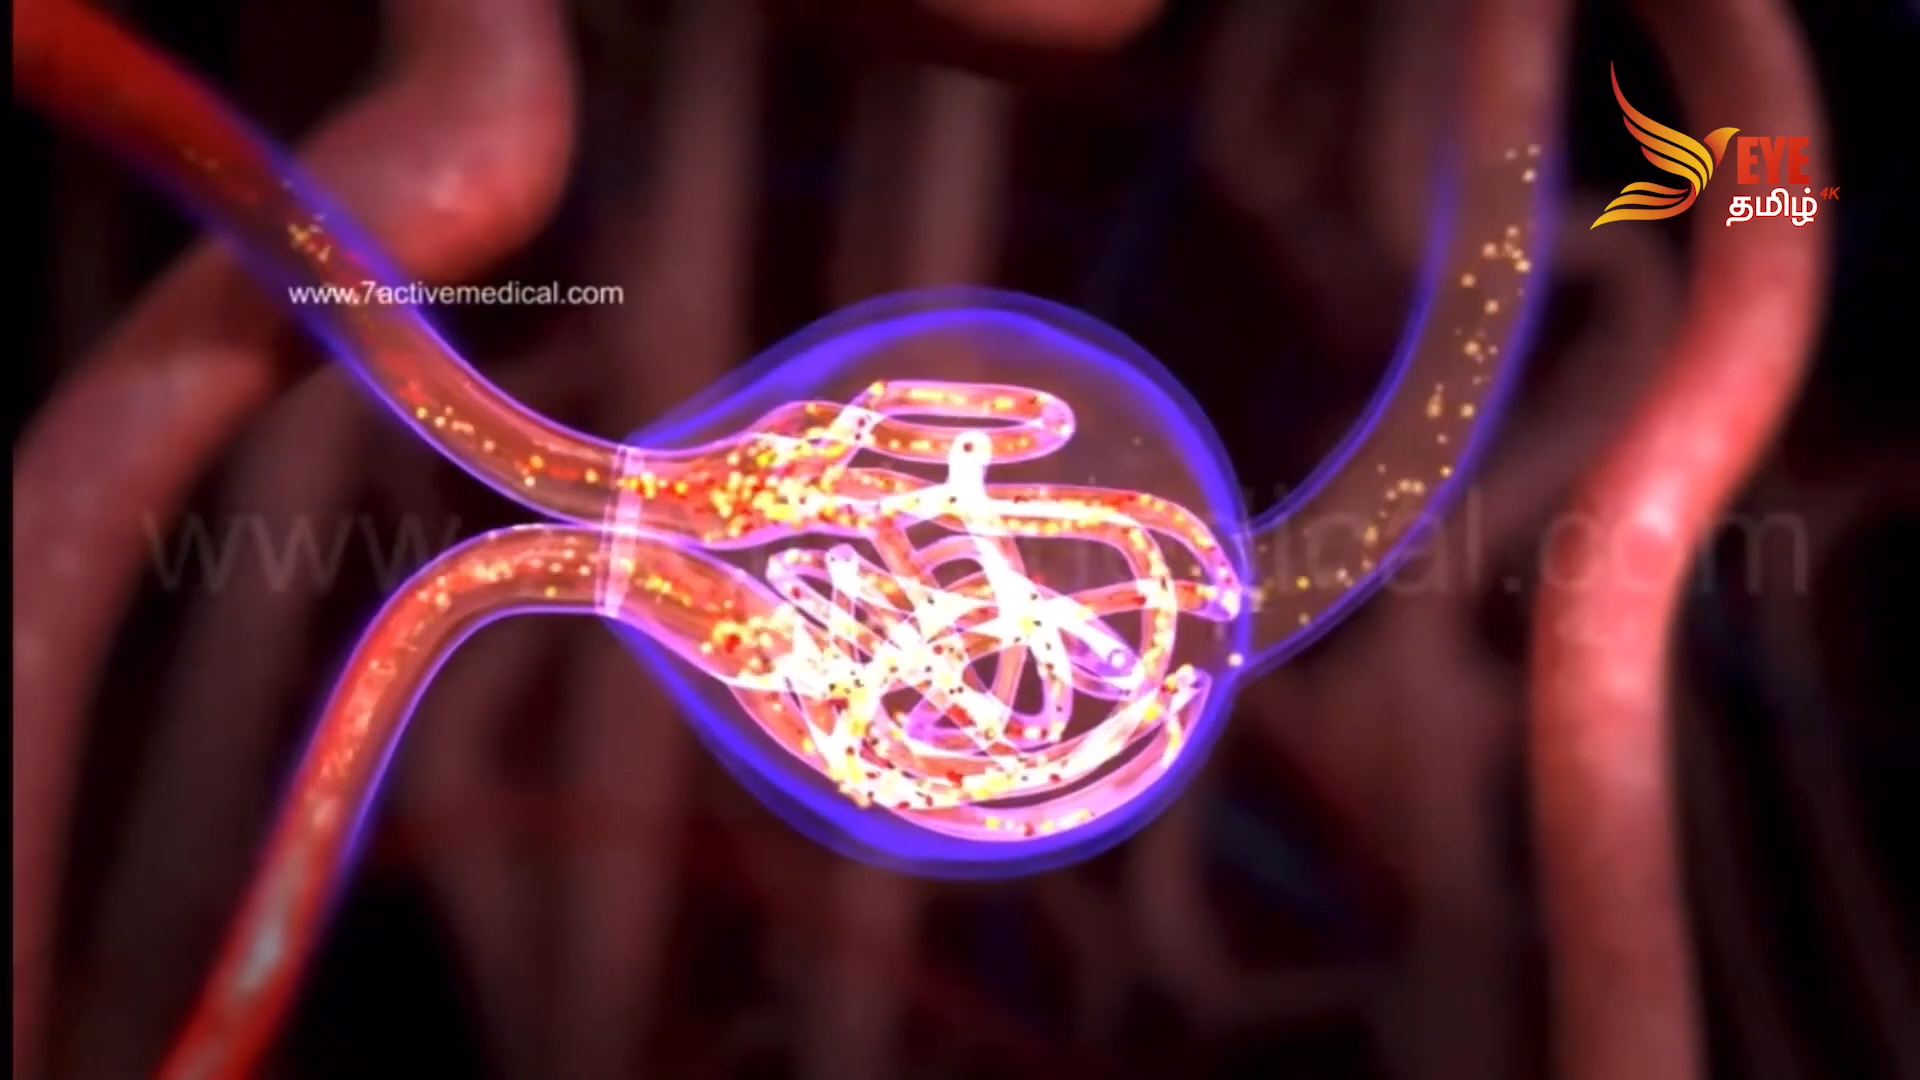 EYE
தமிழ் 4K
www.7activemedical.com